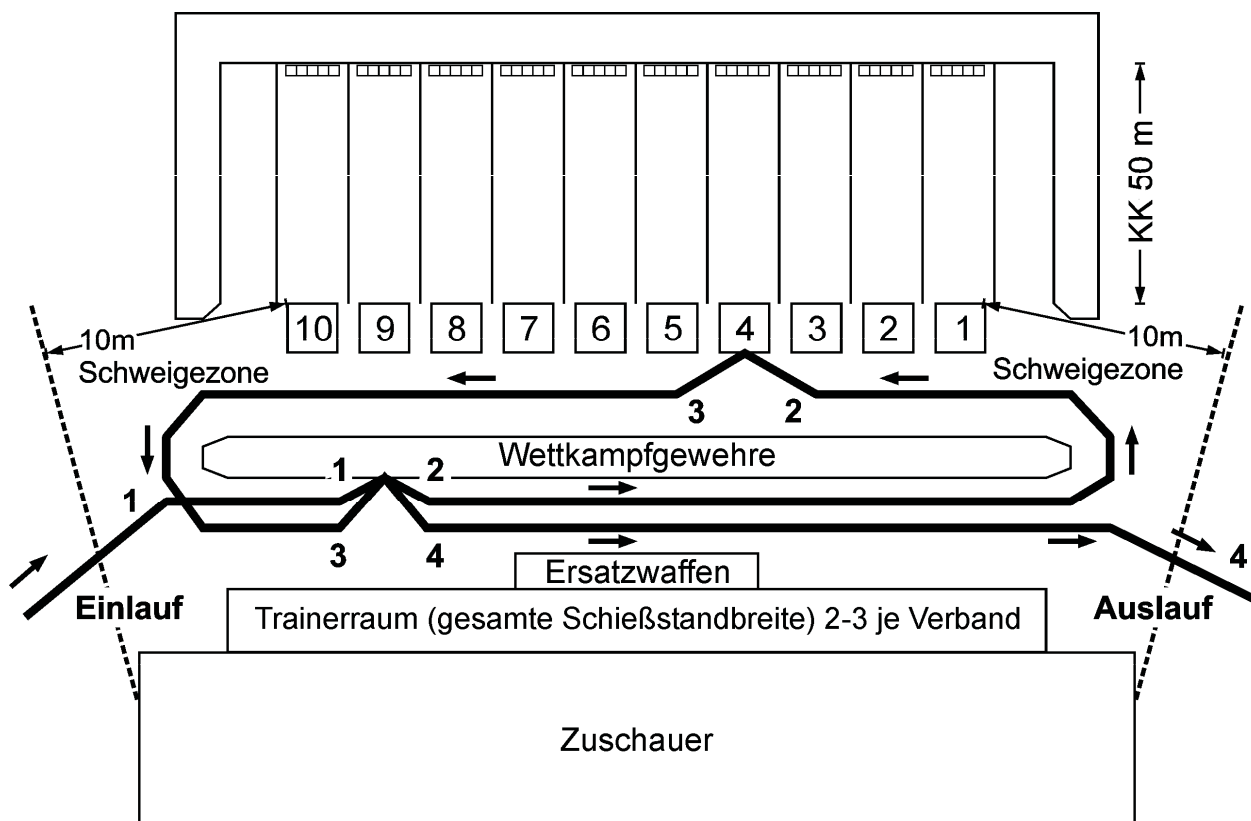 KK 50 m
10 9 8 7 6 5 4 3 2 1
10m
Schweigezone
10m
Schweigezone
3 2
Wettkampfgewehre
1 1 2
3 4
4
Ersatzwaffen
Einlauf
Auslauf
Trainerraum (gesamte Schießstandbreite) 2-3 je Verband
Zuschauer